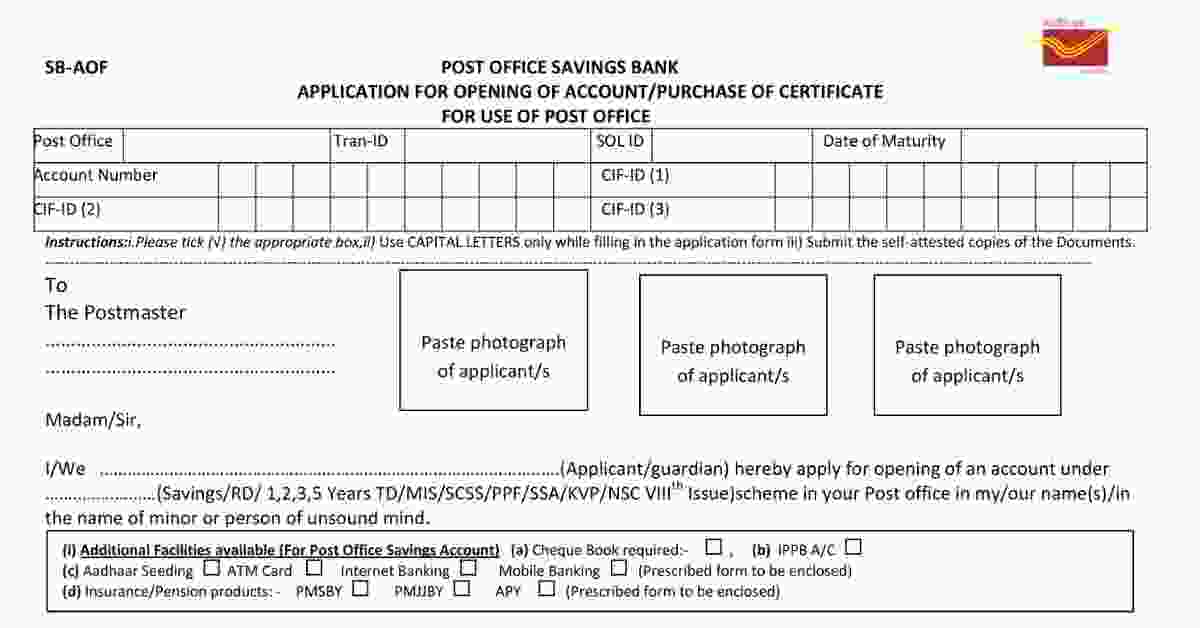 SB-AOF POST OFFICE SAVINGS BANK
APPLICATION FOR OPENING OF ACCOUNT/PURCHASE OF CERTIFICATE
FOR USE OF POST OFFICE
Post Office Tran-ID SOL ID Date of Maturity
Account Number CIF-ID (1)
CIF-ID (2) CIF-ID (3)
Instructions:i.Please tick (√) the appropriate box,ii) Use CAPITAL LETTERS only while filling in the application form iii) Submit the self-attested copies of the Documents.
To
The Postmaster
.......................................................
.......................................................
Paste photograph
of applicant/s
Paste photograph
of applicant/s
Paste photograph
of applicant/s
Madam/Sir,
I/We ....................................................................................(Applicant/guardian) hereby apply for opening of an account under
........................(Savings/RD/ 1,2,3,5 Years TD/MIS/SCSS/PPF/SSA/KVP/NSC VIIIth Issue)scheme in your Post office in my/our name(s)/in
the name of minor or person of unsound mind.
(i) Additional Facilities available (For Post Office Savings Account) (a) Cheque Book required:- ☐ , (b) IPPB A/C ☐
(c) Aadhaar Seeding ☐ ATM Card ☐ Internet Banking ☐ Mobile Banking ☐ (Prescribed form to be enclosed)
(d) Insurance/Pension products: - PMSBY ☐ PMJJBY ☐ APY ☐ (Prescribed form to be enclosed)